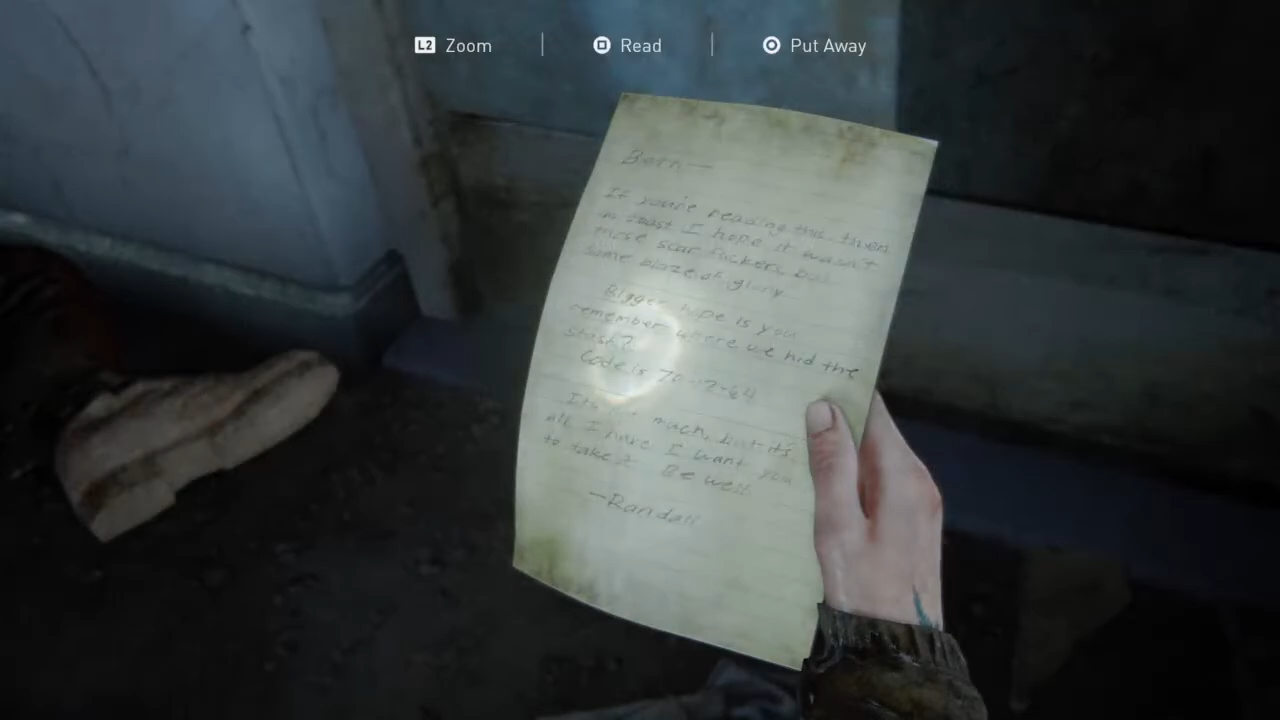 L2 Zoom
Read
Put Away
If you're reading this then
at least I hope it wasn't
those scar fuckers but
some blaze of glory.
Bigger hope is you
remember where we hid the
stash?
Code is 70-12-64
It's not much, but it's
all I have. I want you
to take it. Be well.
—Randall